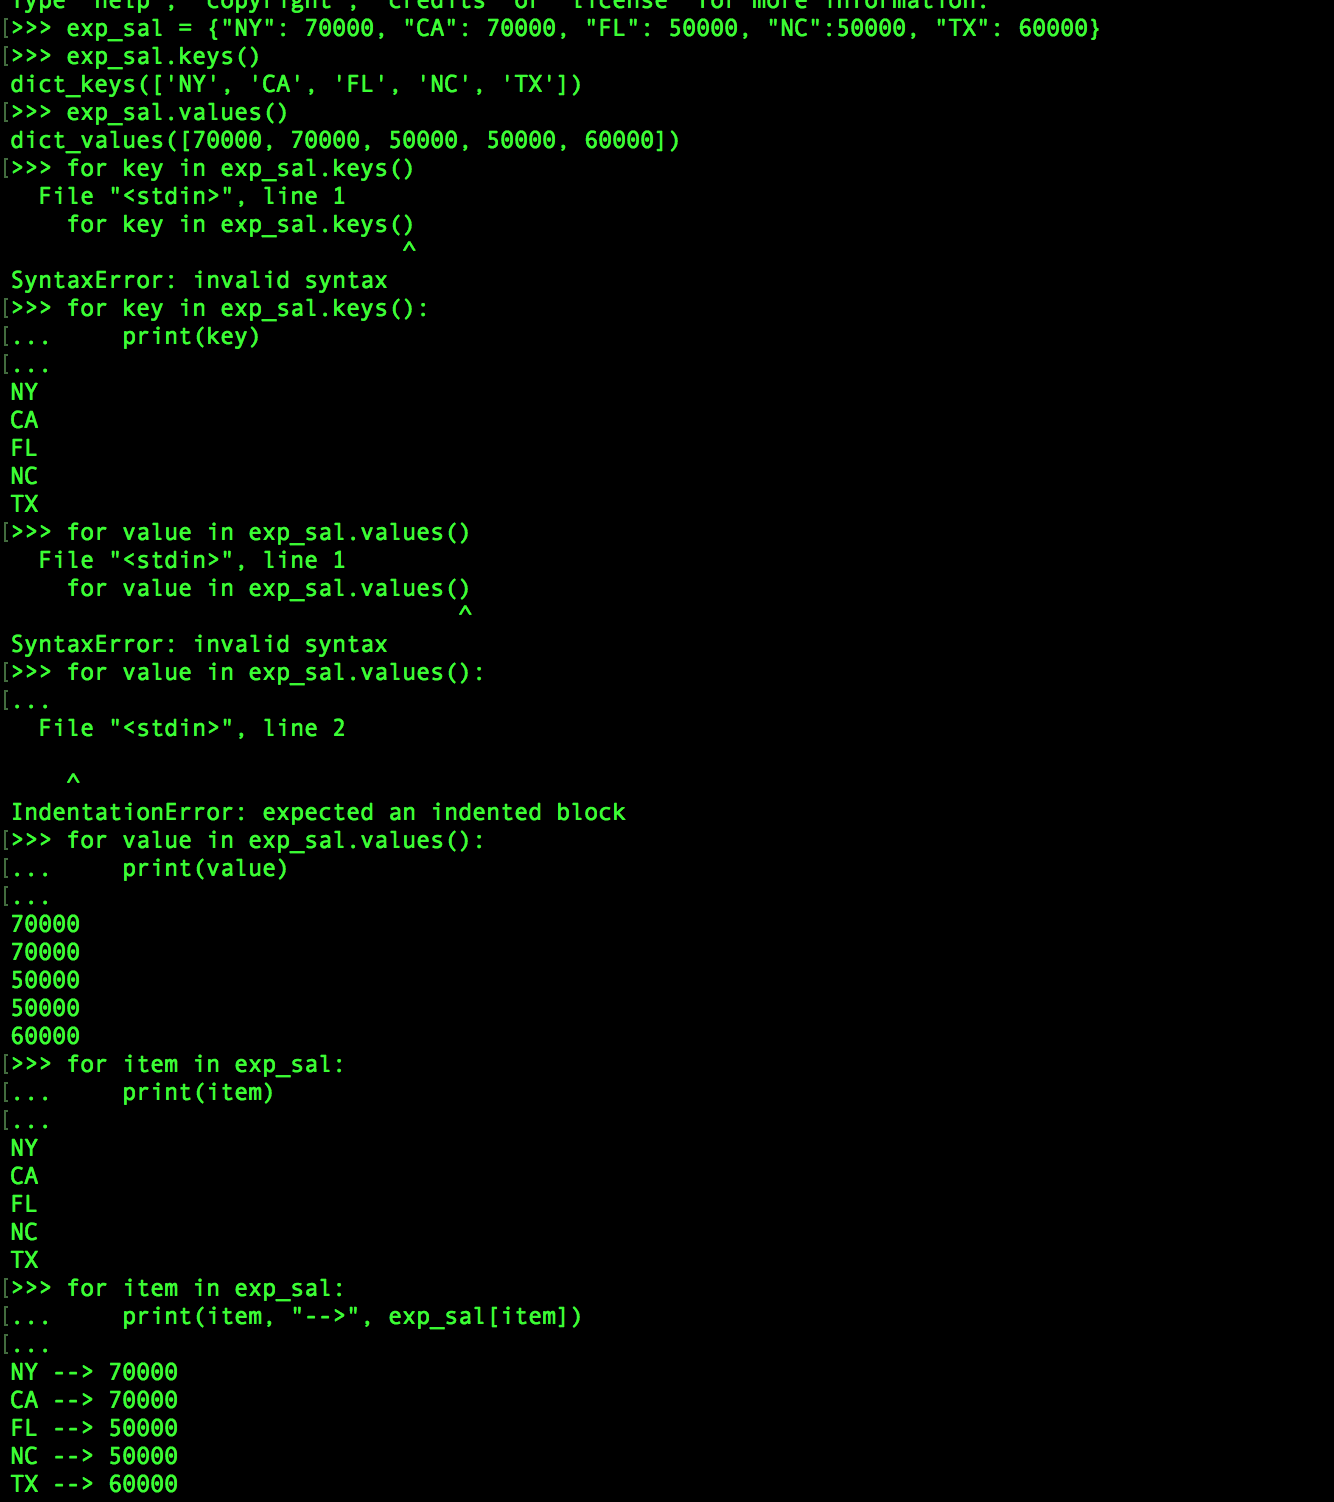 Type "help", "copyright", "credits" or "license" for more information.
[>>> exp_sal = {"NY": 70000, "CA": 70000, "FL": 50000, "NC":50000, "TX": 60000}
[>>> exp_sal.keys()
dict_keys(['NY', 'CA', 'FL', 'NC', 'TX'])
[>>> exp_sal.values()
dict_values([70000, 70000, 50000, 50000, 60000])
[>>> for key in exp_sal.keys()
  File "<stdin>", line 1
    for key in exp_sal.keys()
                            ^
SyntaxError: invalid syntax
[>>> for key in exp_sal.keys():
[...     print(key)
[...
NY
CA
FL
NC
TX
[>>> for value in exp_sal.values()
  File "<stdin>", line 1
    for value in exp_sal.values()
                                ^
SyntaxError: invalid syntax
[>>> for value in exp_sal.values():
[...
  File "<stdin>", line 2

    ^
IndentationError: expected an indented block
[>>> for value in exp_sal.values():
[...     print(value)
[...
70000
70000
50000
50000
60000
[>>> for item in exp_sal:
[...     print(item)
[...
NY
CA
FL
NC
TX
[>>> for item in exp_sal:
[...     print(item, "-->", exp_sal[item])
[...
NY --> 70000
CA --> 70000
FL --> 50000
NC --> 50000
TX --> 60000